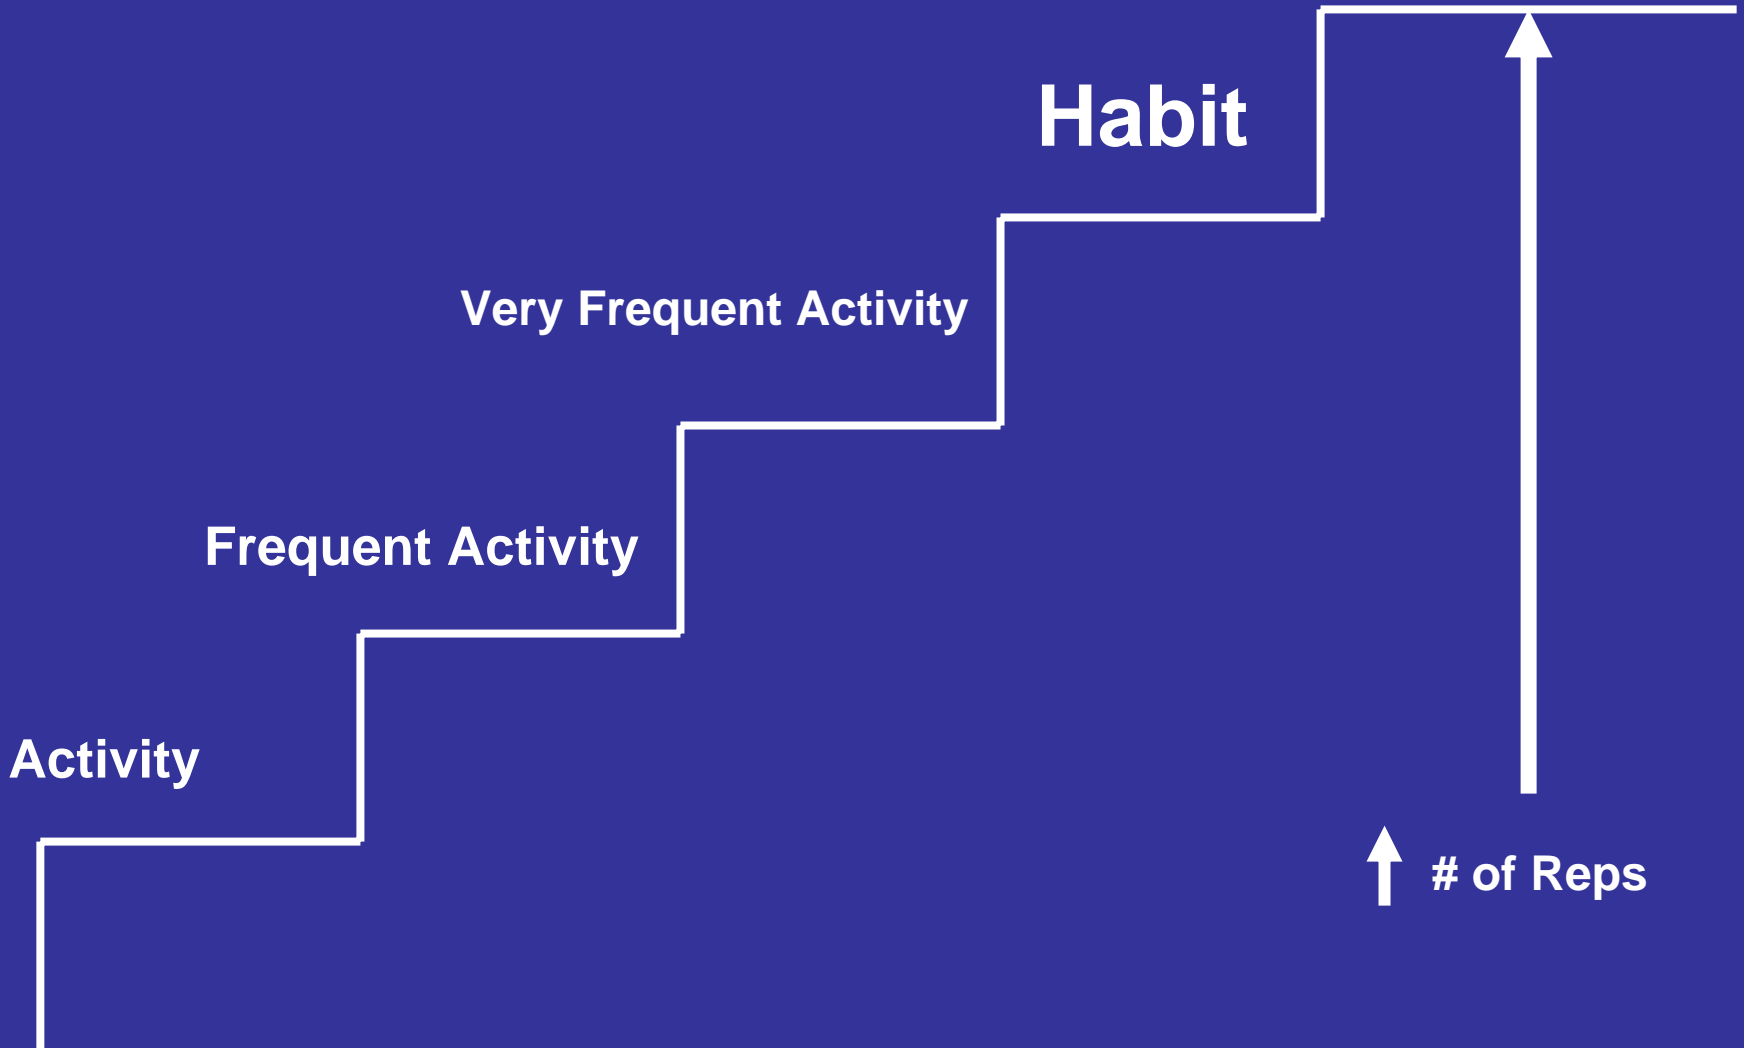 Habit
Very Frequent Activity
Frequent Activity
Activity
# of Reps